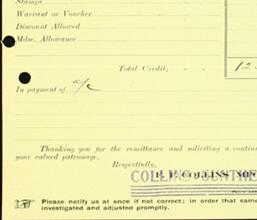 Stamps
Warrant or Voucher
Discount Allowed
Mdse. Allowance
Total Credit,
In payment of a/c
Thanking you for the remittance and soliciting a contin
your valued patronage.
Respectfully,
COLLINS
Please notify us at once if not correct; in order that same
investigated and adjusted promptly.